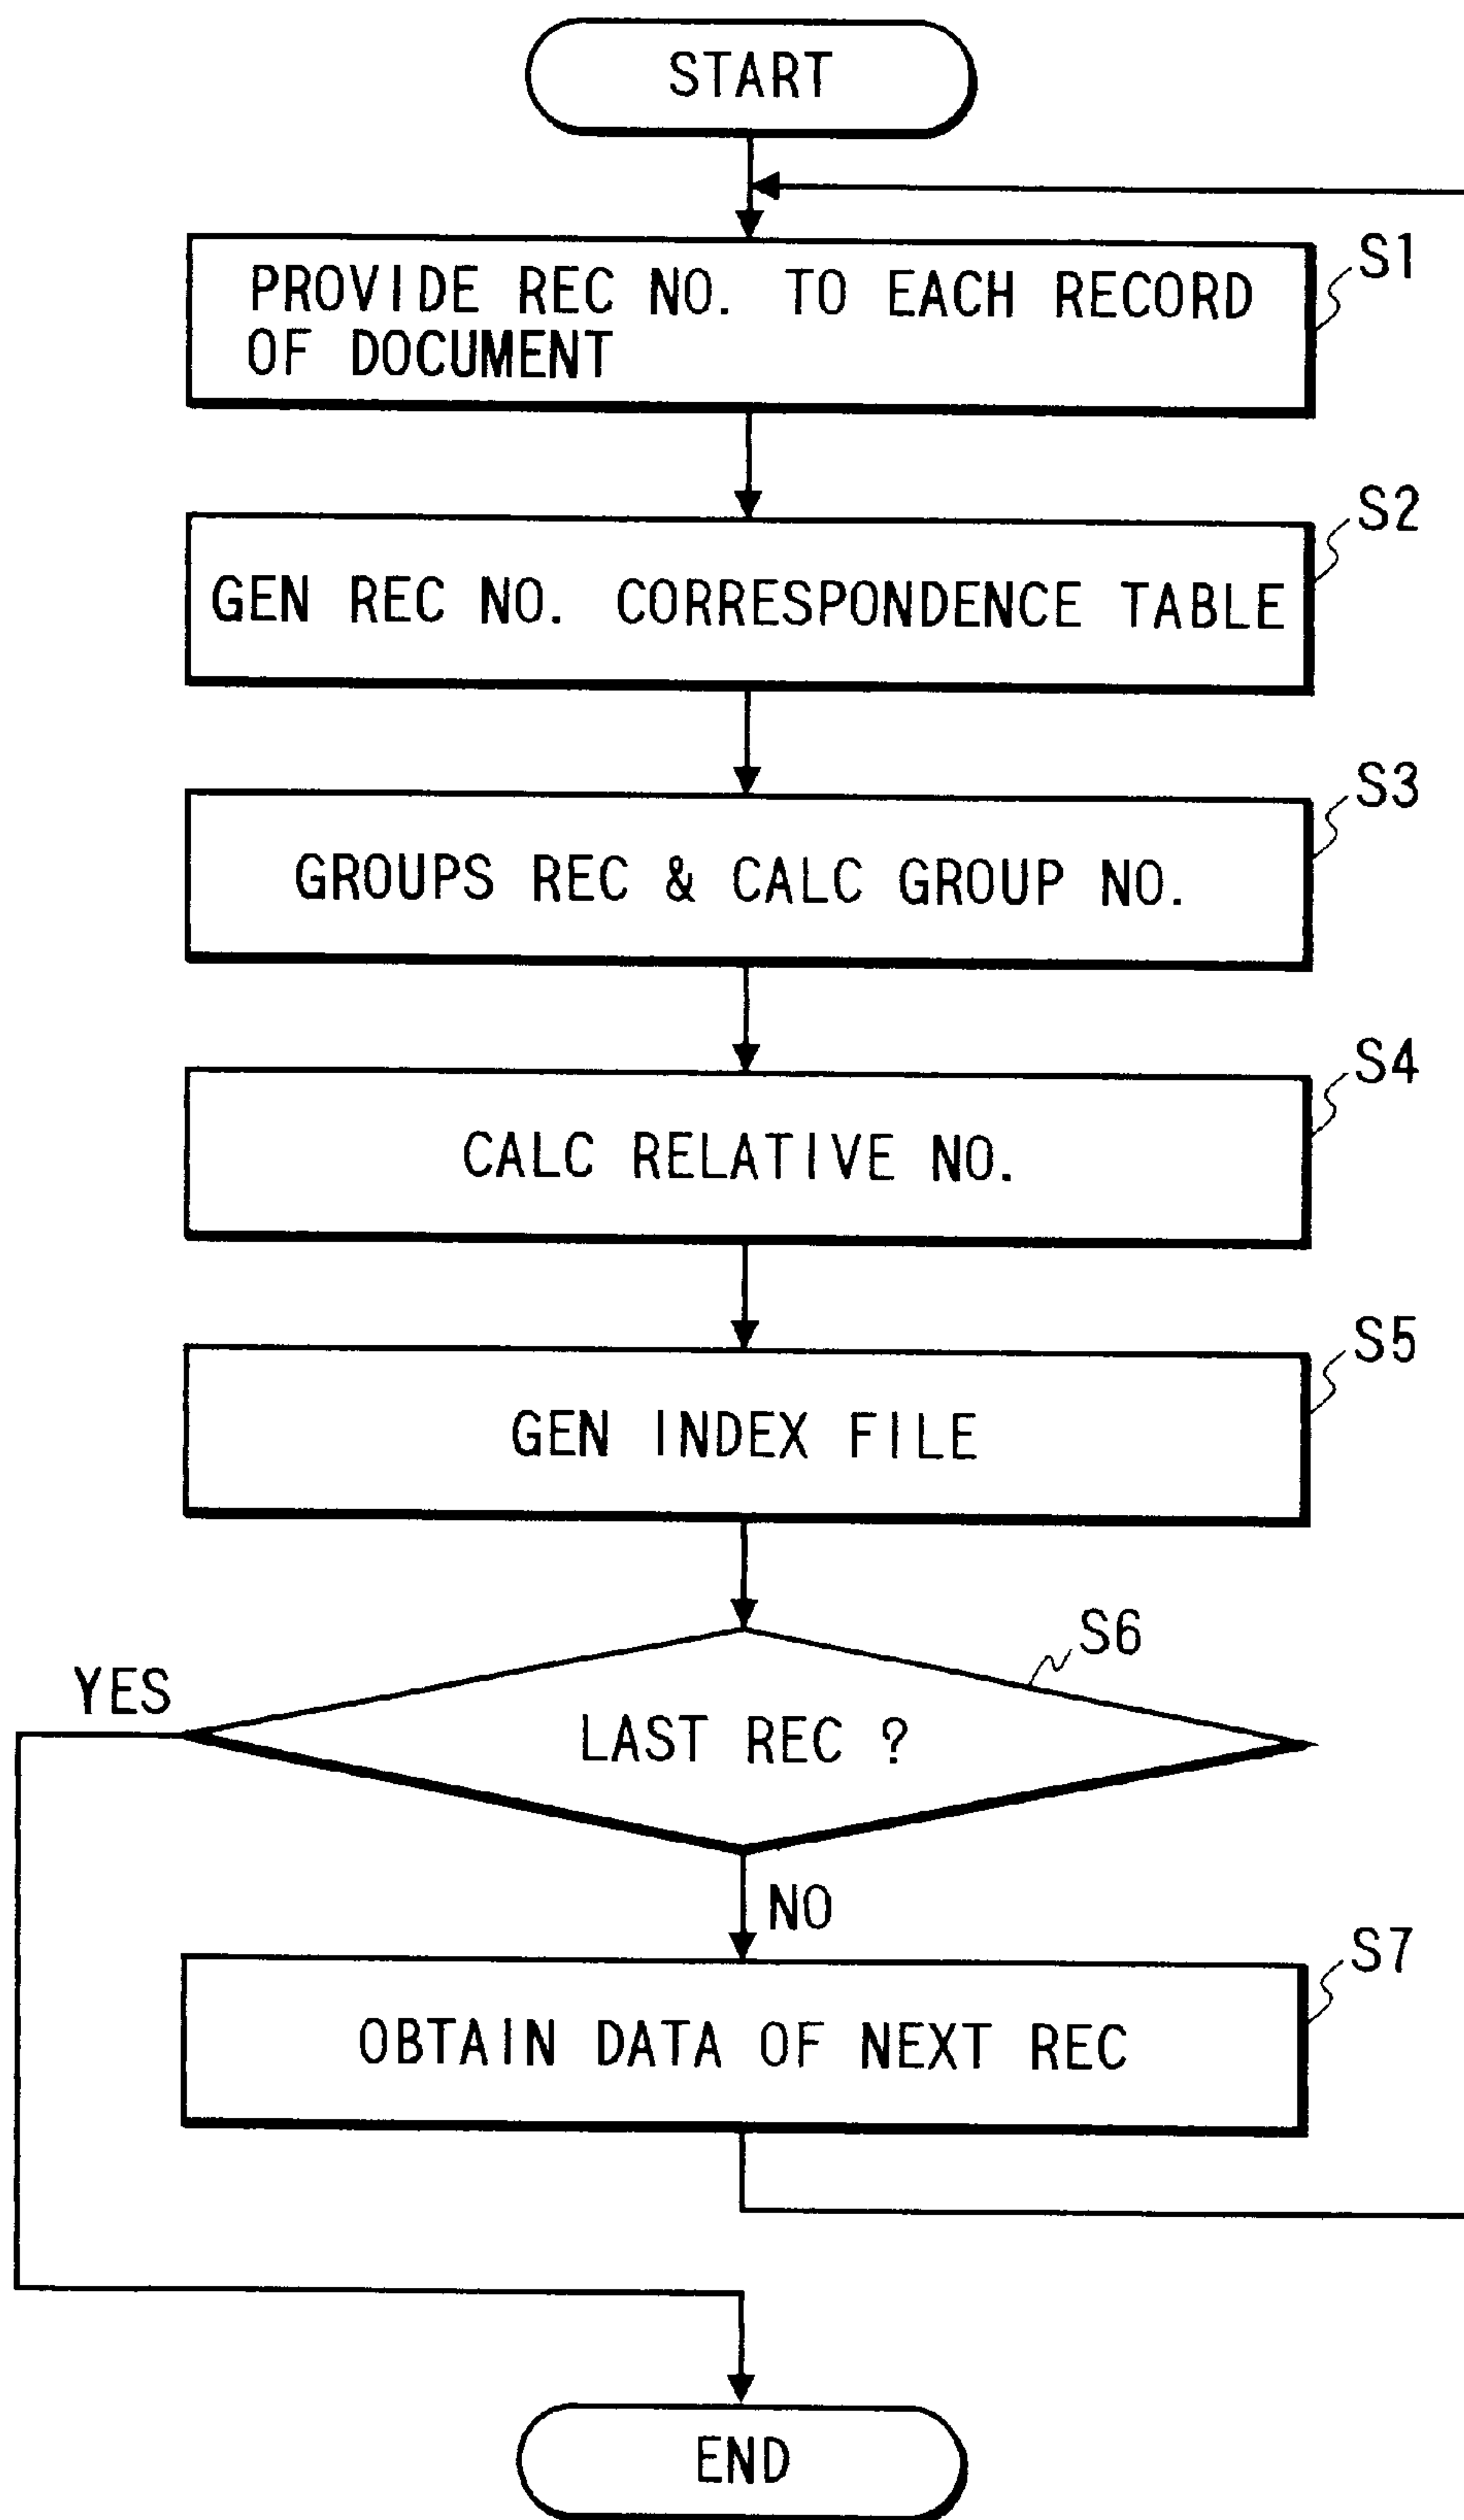 START
PROVIDE REC NO. TO EACH RECORD
OF DOCUMENT
S1
GEN REC NO. CORRESPONDENCE TABLE
S2
GROUPS REC & CALC GROUP NO.
S3
CALC RELATIVE NO.
S4
GEN INDEX FILE
S5
LAST REC ?
S6
YES
NO
OBTAIN DATA OF NEXT REC
S7
END